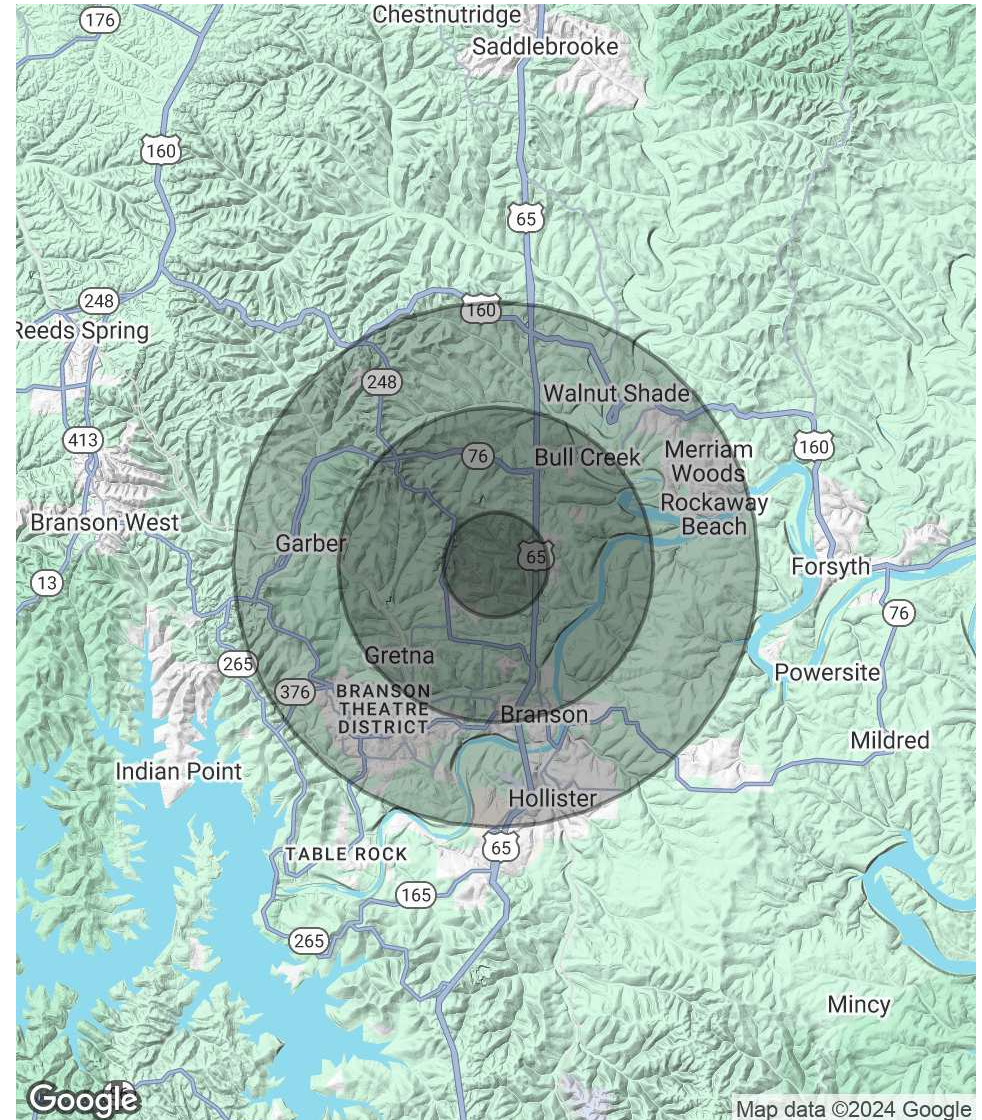 Chestnutridge
176
Saddlebrooke
160
65
248
160
Reeds Spring
248
Walnut Shade
413
160
76
Bull Creek
Merriam
Woods
Rockaway
Beach
Branson West
Garber
65
Forsyth
13
76
Gretna
265
Powersite
376
BRANSON
THEATRE
DISTRICT
Branson
Mildred
Indian Point
Hollister
65
TABLE ROCK
165
265
Mincy
Google
Map data ©2024 Google